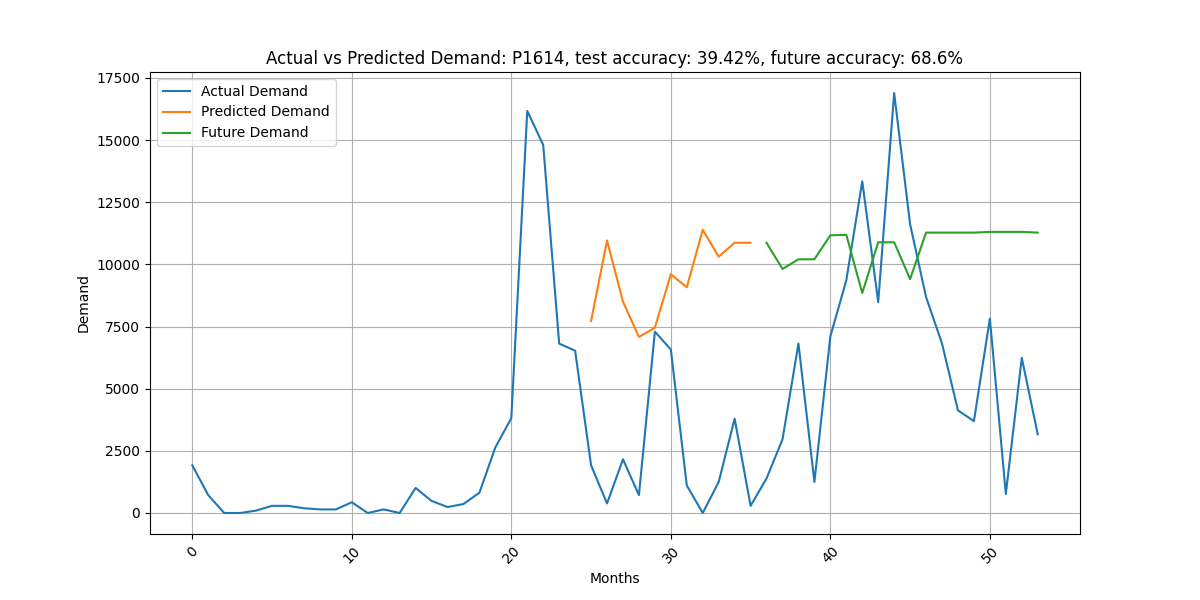 Actual vs Predicted Demand: P1614, test accuracy: 39.42%, future accuracy: 68.6%
Actual Demand
Predicted Demand
Future Demand
17500
15000
12500
10000
7500
5000
2500
0
Demand
0 10 20 30 40 50
Months